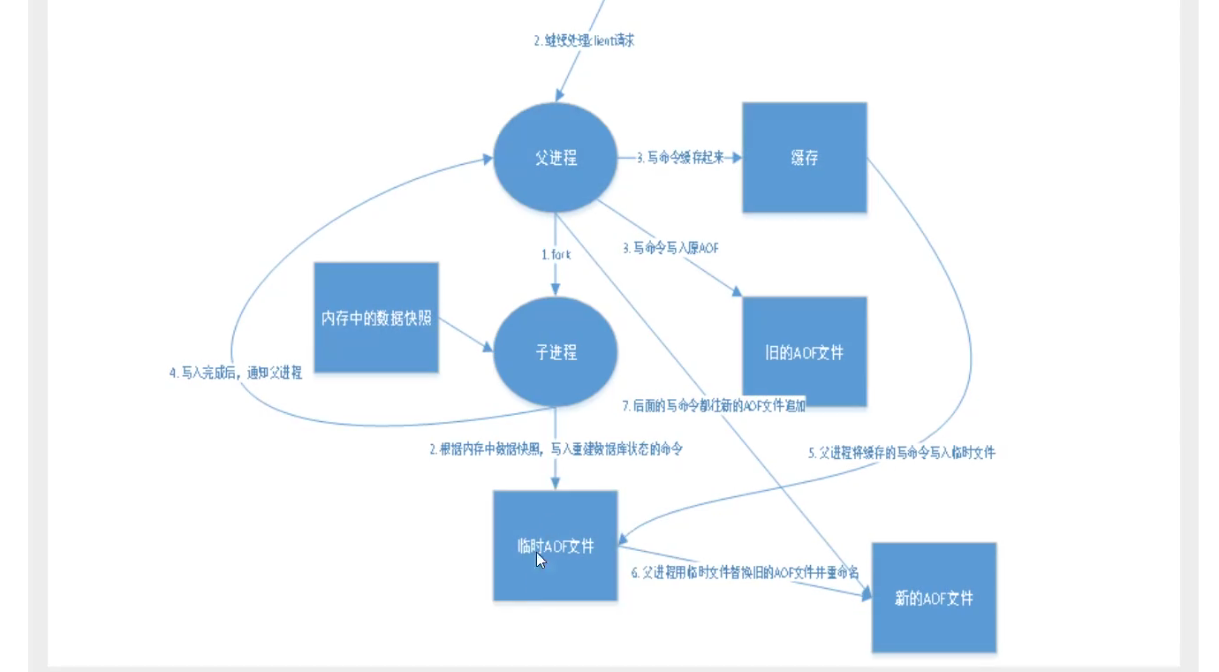 2. 继续处理client请求
父进程
3. 写命令缓存起来
缓存
3. 写命令写入原AOF
1. fork
内存中的数据快照
子进程
旧的AOF文件
4. 写入完成后，通知父进程
7. 后面的写命令都往新的AOF文件追加
2. 根据内存中数据快照，写入重建数据库状态的命令
5. 父进程将缓存的写命令写入临时文件
临时AOF文件
6. 父进程用临时文件替换旧的AOF文件并重命名
新的AOF文件